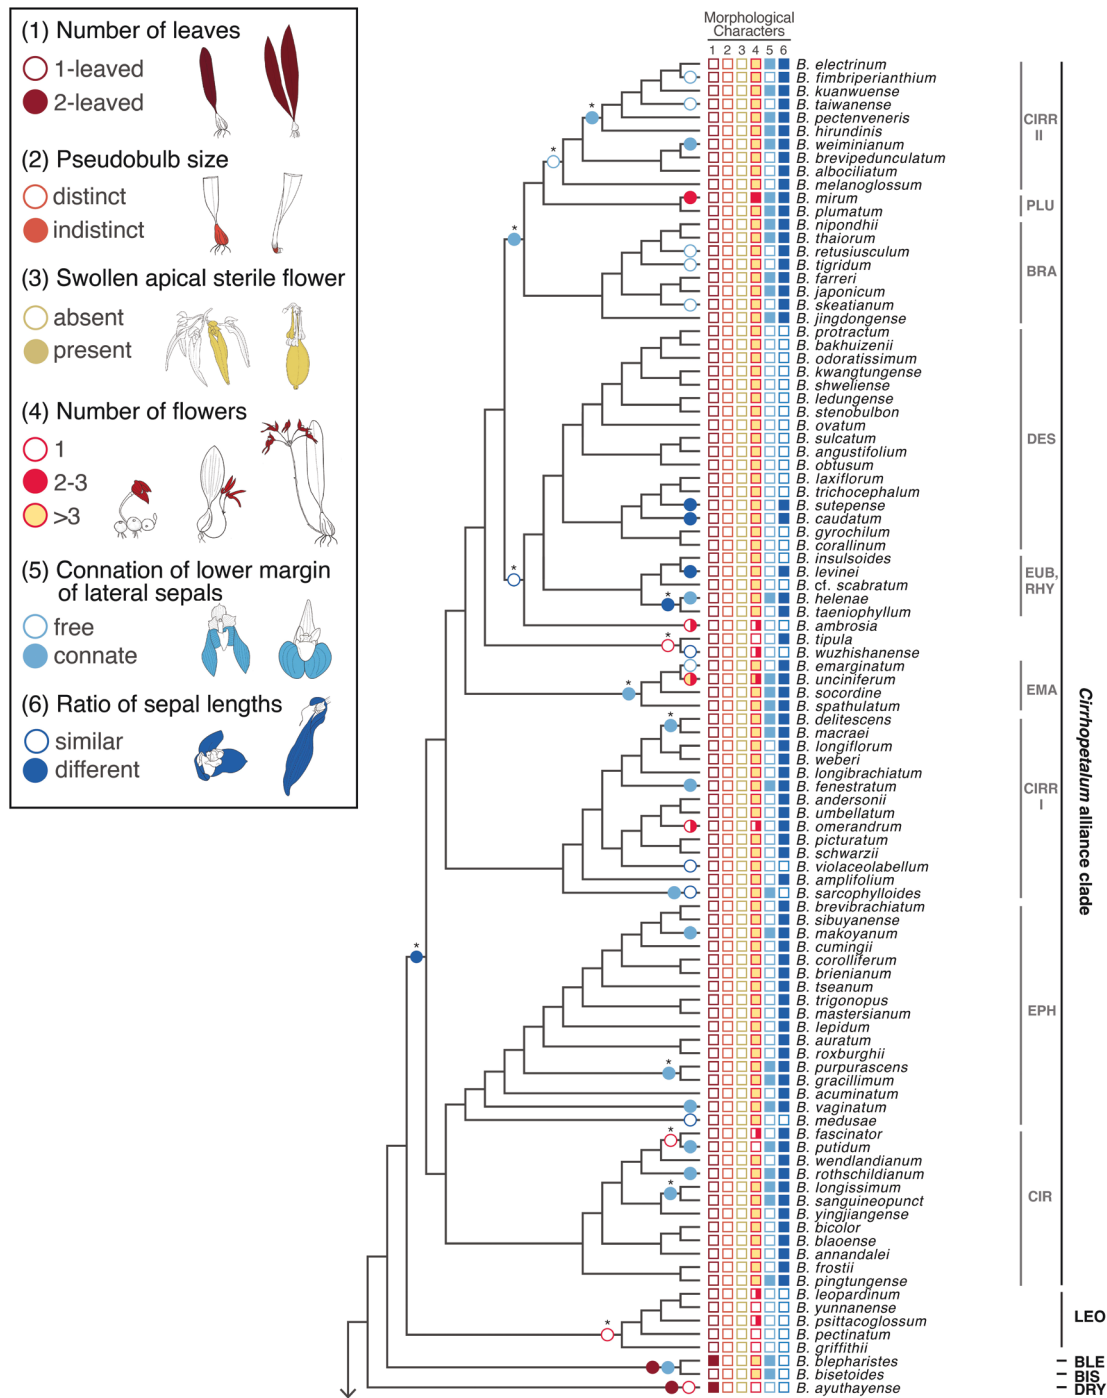 (1) Number of leaves
1-leaved
2-leaved
(2) Pseudobulb size
distinct
indistinct
(3) Swollen apical sterile flower
absent
present
(4) Number of flowers
1
2-3
>3
(5) Connation of lower margin
of lateral sepals
free
connate
(6) Ratio of sepal lengths
similar
different
Morphological
Characters
1 2 3 4 5 6
B. electrinum
B. fimbriperianthium
B. kuanwuense
B. taiwanense
B. pectenveneris
B. hirundinis
B. weiminianum
B. brevipedunculatum
B. albociliatum
B. melanoglossum
B. mirum
B. plumatum
B. nipondhii
B. thaiorum
B. retusiusculum
B. tigridum
B. farreri
B. japonicum
B. skeatianum
B. jingdongense
B. protractum
B. bakhuizenii
B. odoratissimum
B. kwangtungense
B. shweliense
B. ledungense
B. stenobulbon
B. ovatum
B. sulcatum
B. angustifolium
B. obtusum
B. laxiflorum
B. trichocephalum
B. sutepense
B. caudatum
B. gyrochilum
B. corallinum
B. insulsoides
B. levinei
B. cf. scabratum
B. helenae
B. taeniophyllum
B. ambrosia
B. tipula
B. wuzhishanense
B. emarginatum
B. unciniferum
B. socordine
B. spathulatum
B. delitescens
B. macraei
B. longiflorum
B. weberi
B. longibrachiatum
B. fenestratum
B. andersonii
B. umbellatum
B. omerandrum
B. picturatum
B. schwarzii
B. violaceolabellum
B. amplifolium
B. sarcophylloides
B. brevibrachiatum
B. sibuyanense
B. makoyanum
B. cumingii
B. corolliferum
B. brienianum
B. tseanum
B. trigonopus
B. mastersianum
B. lepidum
B. auratum
B. roxburghii
B. purpurascens
B. gracillimum
B. acuminatum
B. vaginatum
B. medusae
B. fascinator
B. putidum
B. wendlandianum
B. rothschildianum
B. longissimum
B. sanguineopunct
B. yingjiangense
B. bicolor
B. blaoense
B. annandalei
B. frostii
B. pingtungense
B. leopardinum
B. yunnanense
B. psittacoglossum
B. pectinatum
B. griffithii
B. blepharistes
B. bisetoides
B. ayuthayense
CIRR
II
PLU
BRA
DES
EUB,
RHY
EMA
CIRR
I
EPH
CIR
Cirrhopetalum alliance clade
LEO
BLE
BIS
DRY